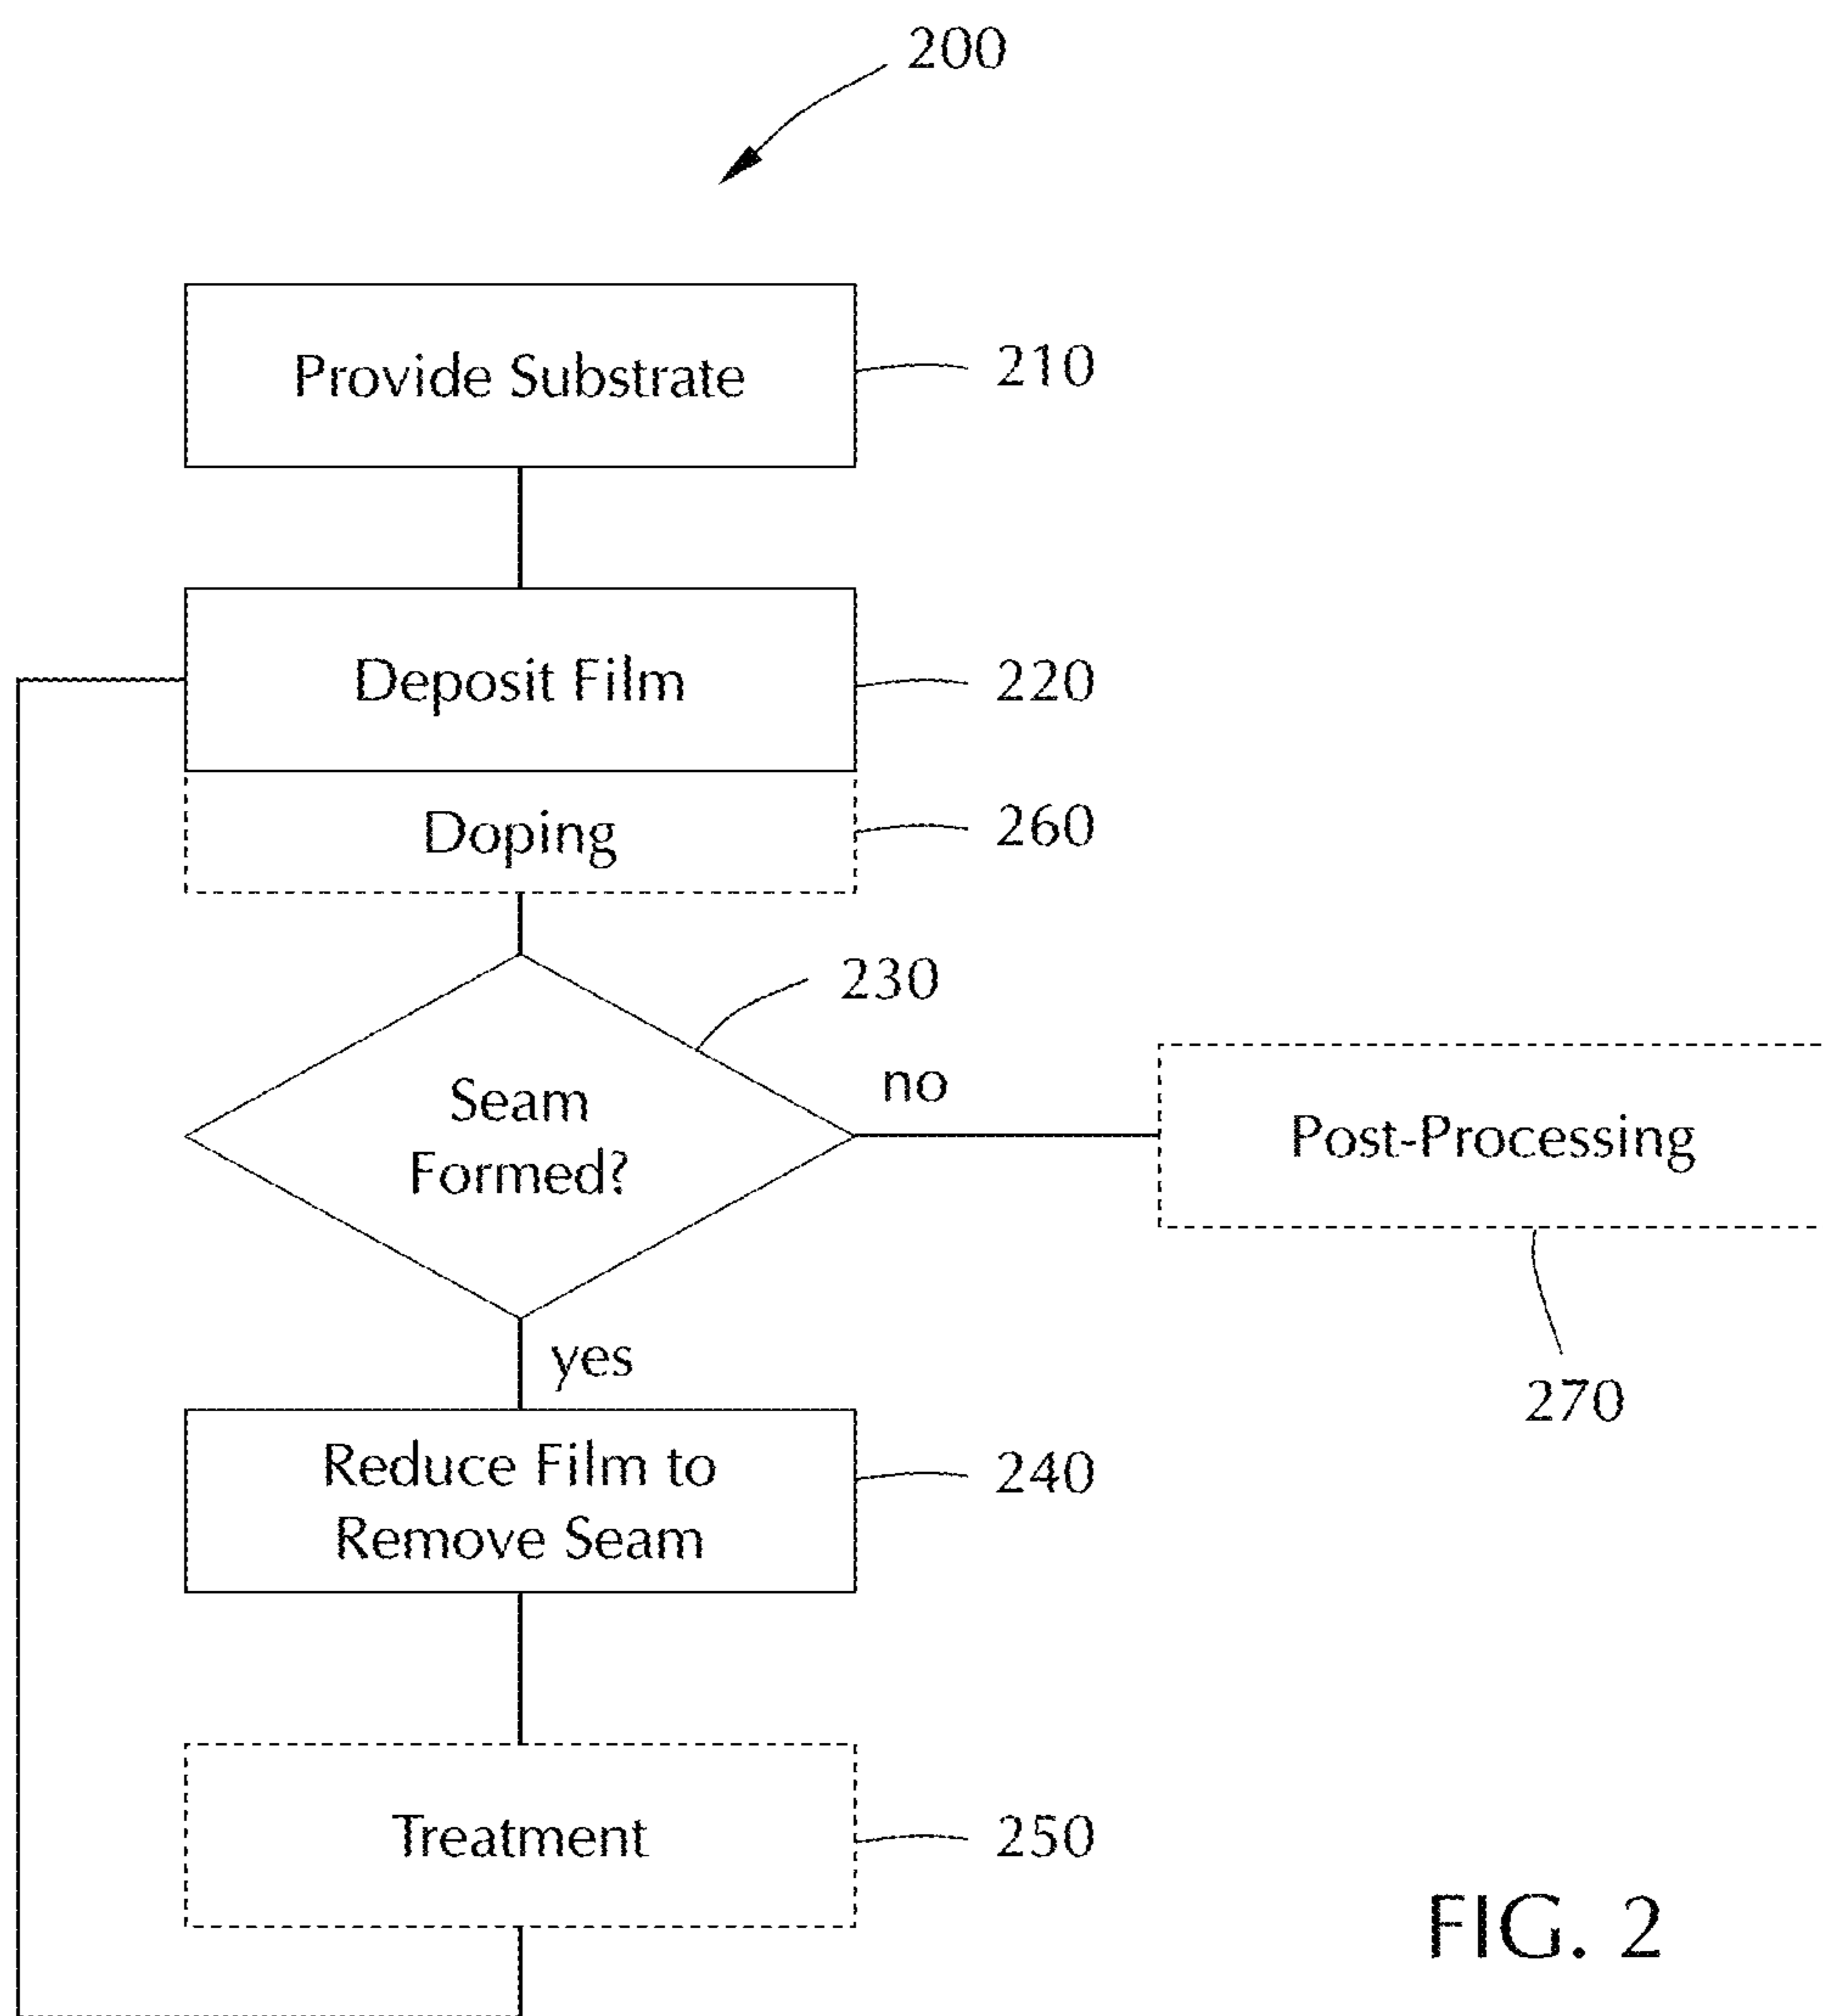 200
Provide Substrate
210
Deposit Film
220
Doping
260
230
Seam
Formed?
no
Post-Processing
270
yes
Reduce Film to
Remove Seam
240
Treatment
250
FIG. 2